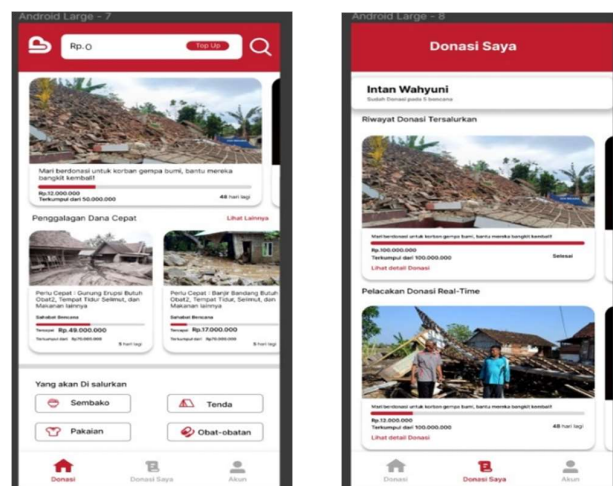 Android Large - 7
Rp.0
Top Up
Mari berdonasi untuk korban gempa bumi, bantu mereka
bangkit kembali!
Rp.12.000.000
Terkumpul dari 50.000.000
48 hari lagi
Penggalagan Dana Cepat
Lihat Lainnya
Perlu Cepat : Gunung Erupsi Butuh
Obat2, Tempat Tidur Selimut, dan
Makanan lainnya
Sahabat Bencana
Rp.49.000.000
5 hari lagi
Perlu Cepat : Banjir Bandang Butuh
Obat2, Tempat Tidur, Selimut, dan
Makanan lainnya
Sahabat Bencana
Rp.17.000.000
5 hari lagi
Yang akan Di salurkan
Sembako
Tenda
Pakaian
Obat-obatan
Donasi
Donasi Saya
Akun
Android Large - 8
Donasi Saya
Intan Wahyuni
Sudah Donasi pada 5 bencana
Riwayat Donasi Tersalurkan
Mari berdonasi untuk korban gempa bumi, bantu mereka bangkit kembali!
Rp.100.000.000
Terkumpul dari 100.000.000
Selesai
Lihat detail Donasi
Pelacakan Donasi Real-Time
Mari berdonasi untuk korban gempa bumi, bantu mereka bangkit kembali!
Rp.12.000.000
Terkumpul dari 100.000.000
48 hari lagi
Lihat detail Donasi
Donasi
Donasi Saya
Akun